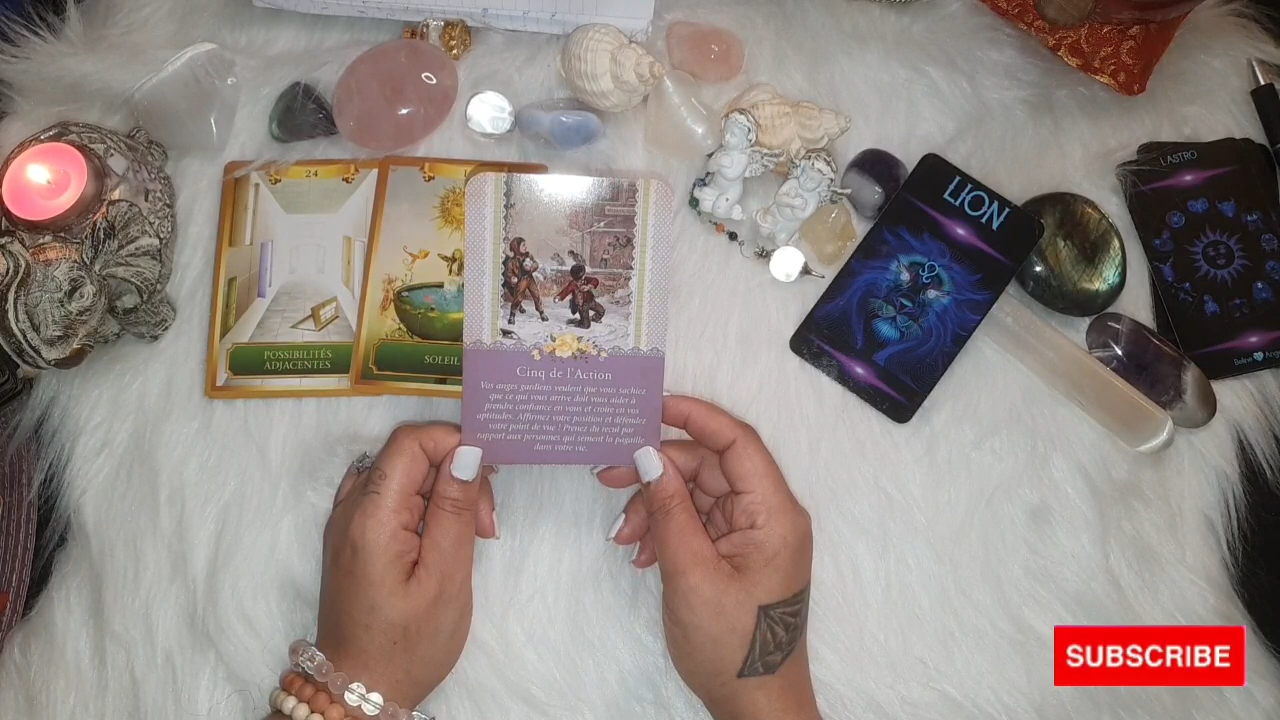 24
POSSIBILITÉS
ADJACENTES
SOLEIL
Cinq de l'Action
Vos anges gardiens veulent que vous sachiez
que ce qui vous arrive doit vous aider à
prendre confiance en vous et croire en vos
aptitudes. Affirmez votre position et défendez
votre point de vue ! Prenez du recul par
rapport aux personnes qui sèment la pagaille
dans votre vie.
LION
L'ASTRO
SUBSCRIBE